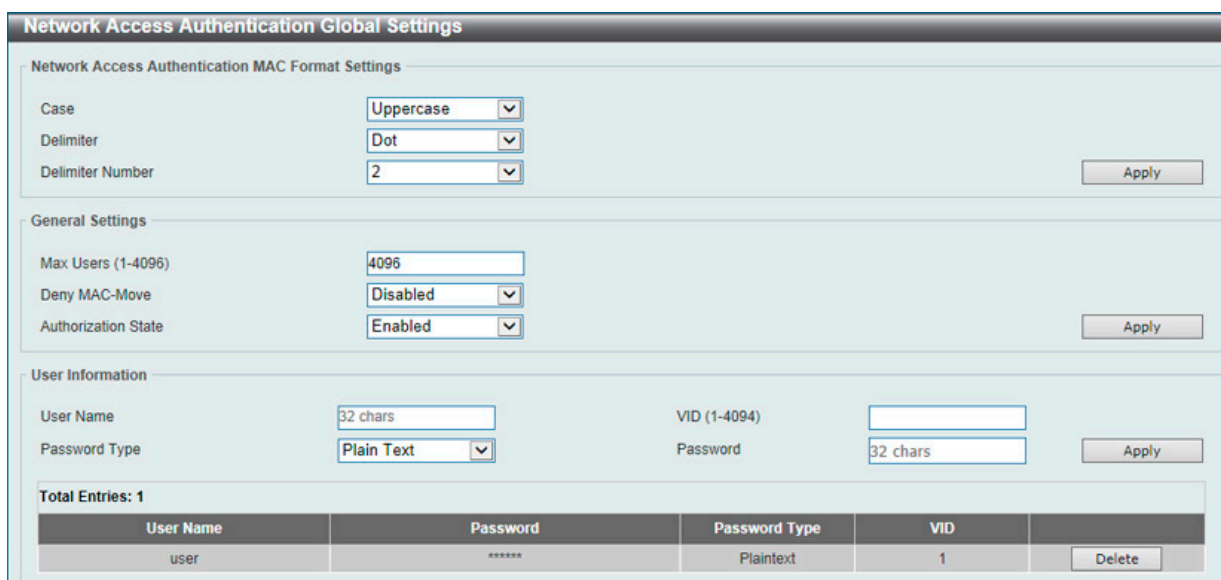 Network Access Authentication Global Settings
Network Access Authentication MAC Format Settings
Case Uppercase
Delimiter Dot
Delimiter Number 2 Apply
General Settings
Max Users (1-4096) 4096
Deny MAC-Move Disabled
Authorization State Enabled Apply
User Information
User Name 32 chars VID (1-4094)
Password Type Plain Text Password 32 chars Apply
Total Entries: 1
User Name Password Password Type VID
user ****** Plaintext 1 Delete